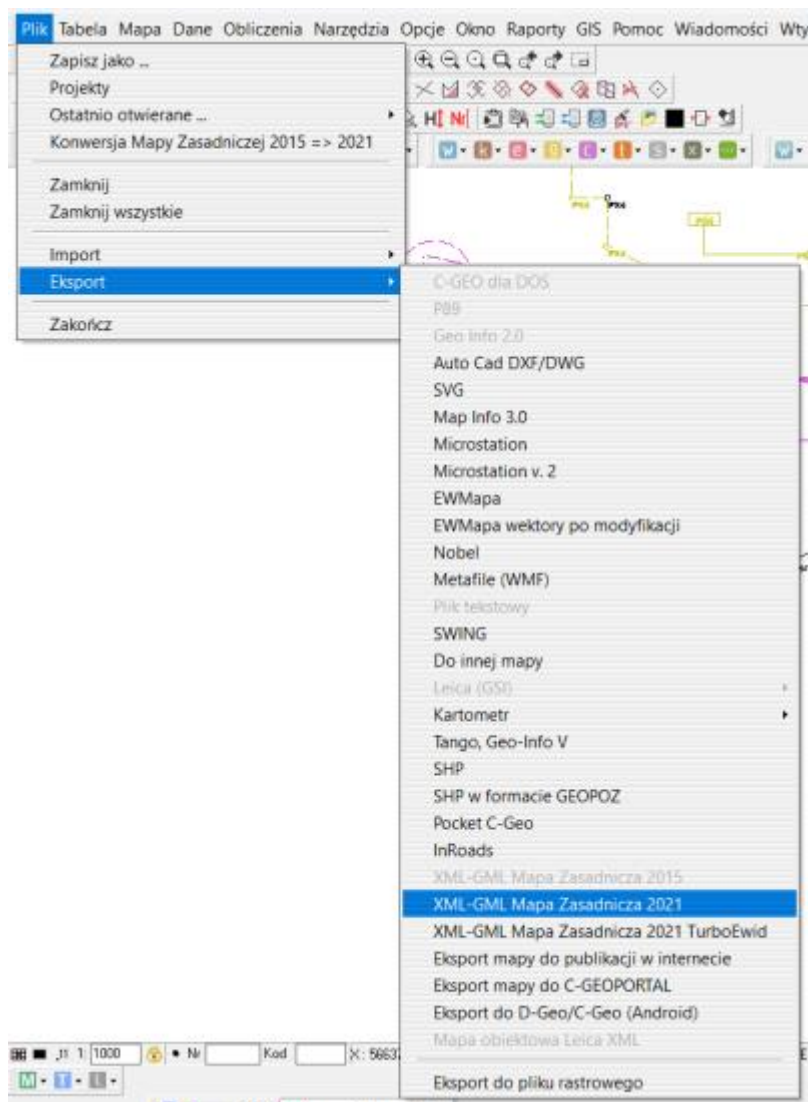 Plik Tabela Mapa Dane Obliczenia Narzędzia Opcje Okno Raporty GIS Pomoc Wiadomości Wty
Zapisz jako ...
Projekty
Ostatnio otwierane ...
Konwersja Mapy Zasadniczej 2015 => 2021
Zamknij
Zamknij wszystkie
Import
Eksport
Zakończ
C-GEO dla DOS
P89
Geo Info 2.0
Auto Cad DXF/DWG
SVG
Map Info 3.0
Microstation
Microstation v. 2
EWMapa
EWMapa wektory po modyfikacji
Nobel
Metafile (WMF)
Plik tekstowy
SWING
Do innej mapy
Leica (GSI)
Kartometr
Tango, Geo-Info V
SHP
SHP w formacie GEOPOZ
Pocket C-Geo
InRoads
XML-GML Mapa Zasadnicza 2015
XML-GML Mapa Zasadnicza 2021
XML-GML Mapa Zasadnicza 2021 TurboEwid
Eksport mapy do publikacji w internecie
Eksport mapy do C-GEOPORTAL
Eksport do D-Geo/C-Geo (Android)
Mapa obiektowa Leica XML
Eksport do pliku rastrowego
1: 1000 Nr Kod X: 5663
M T L